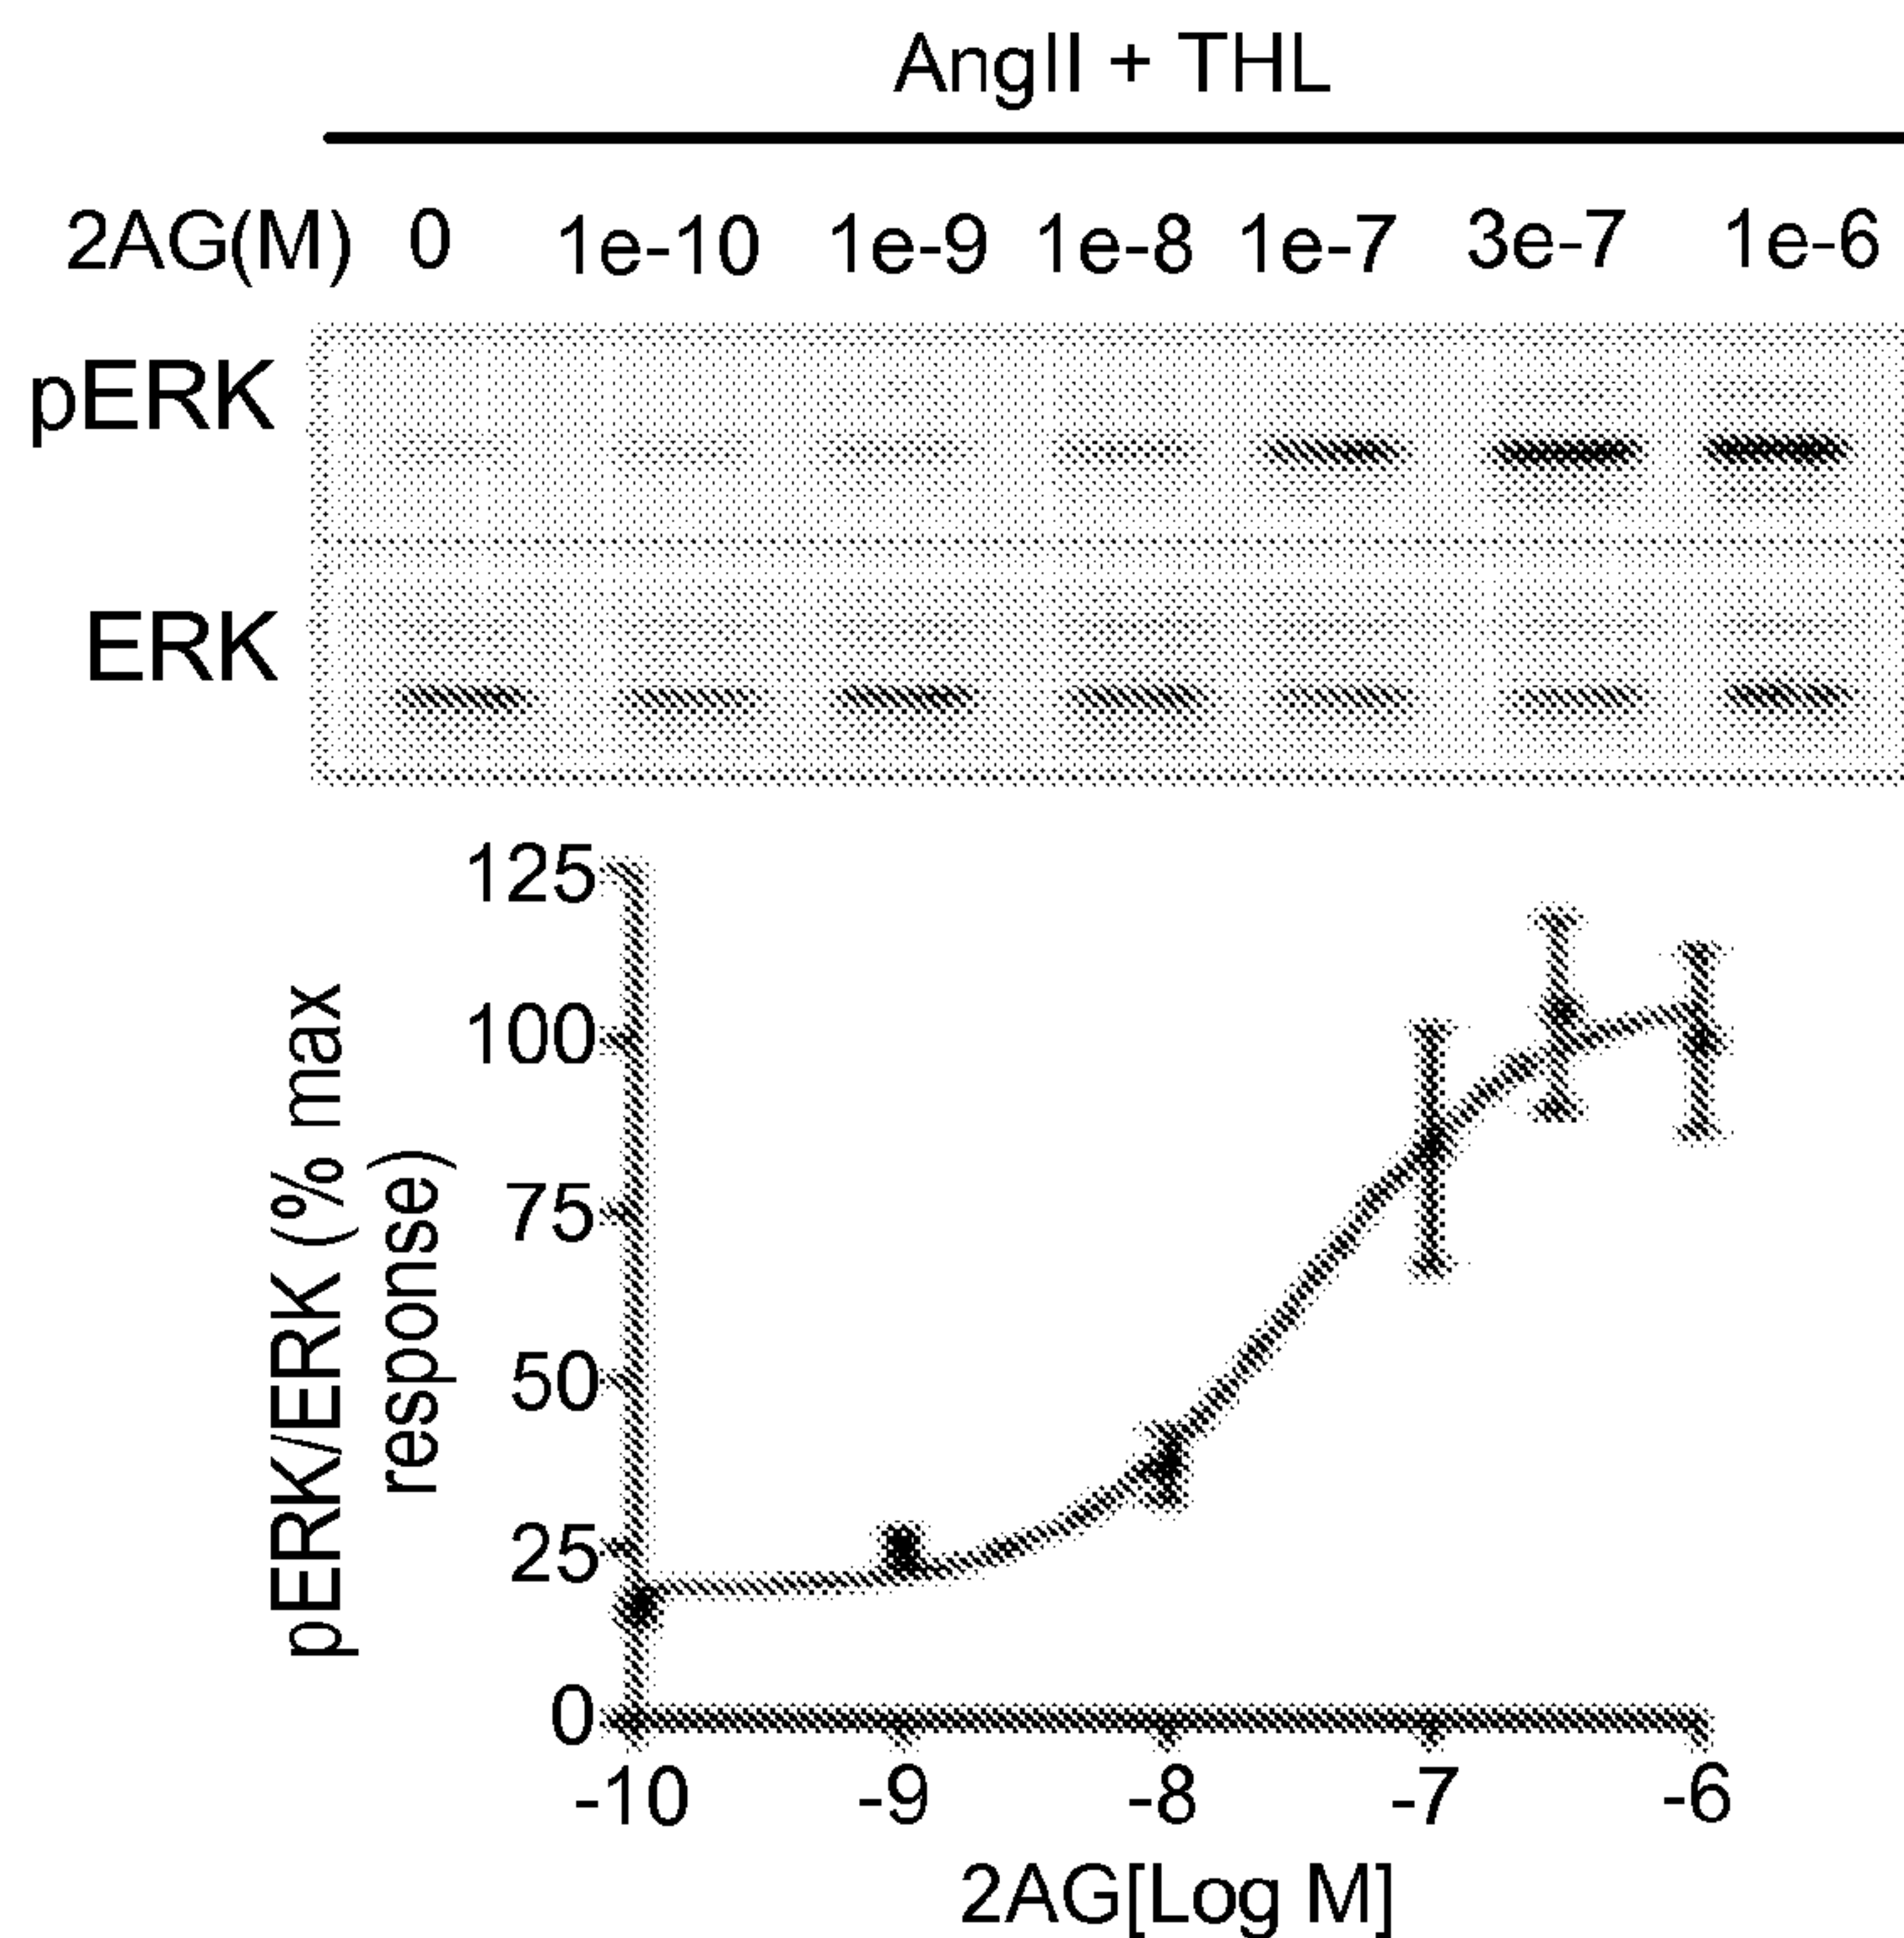 AngII + THL
2AG(M) 0 1e-10 1e-9 1e-8 1e-7 3e-7 1e-6
pERK
ERK
pERK/ERK (% max
response)
125
100
75
50
25
0
-10 -9 -8 -7 -6
2AG[Log M]